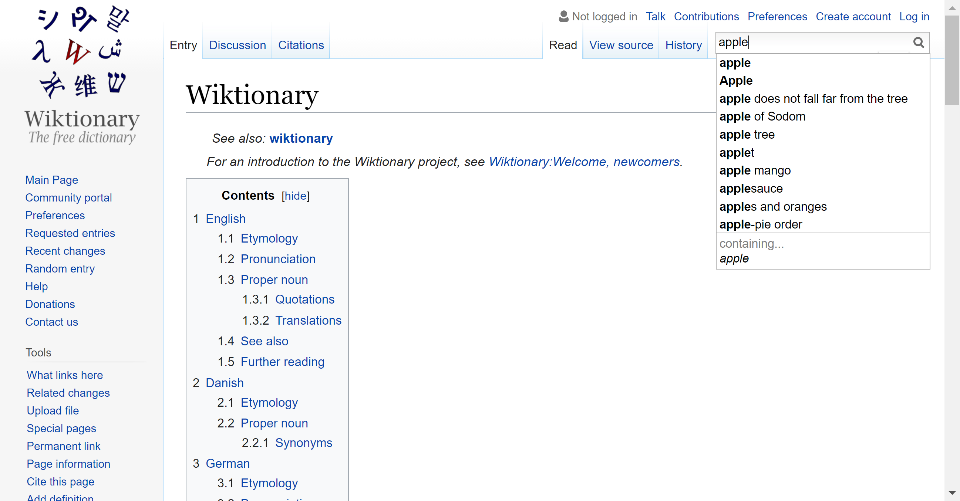 Not logged in Talk Contributions Preferences Create account Log in
Entry Discussion Citations Read View source History
apple
apple
Apple
apple does not fall far from the tree
apple of Sodom
apple tree
applet
apple mango
applesauce
apples and oranges
apple-pie order
containing...
apple
Wiktionary
The free dictionary
Main Page
Community portal
Preferences
Requested entries
Recent changes
Random entry
Help
Donations
Contact us
Tools
What links here
Related changes
Upload file
Special pages
Permanent link
Page information
Cite this page
Add definition
Wiktionary
See also: wiktionary
For an introduction to the Wiktionary project, see Wiktionary:Welcome, newcomers.
Contents [hide]
1 English
1.1 Etymology
1.2 Pronunciation
1.3 Proper noun
1.3.1 Quotations
1.3.2 Translations
1.4 See also
1.5 Further reading
2 Danish
2.1 Etymology
2.2 Proper noun
2.2.1 Synonyms
3 German
3.1 Etymology